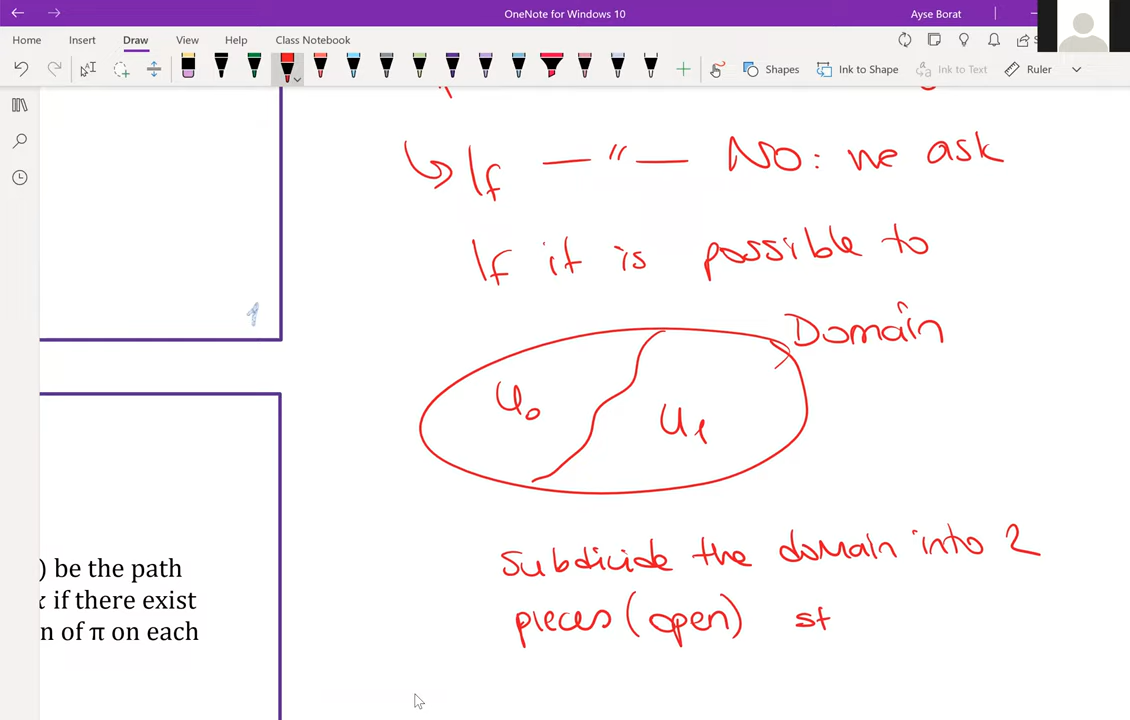 OneNote for Windows 10
Ayse Borat
Home Insert Draw View Help Class Notebook
Shapes Ink to Shape Ink to Text Ruler
If — " — NO: we ask
If it is possible to
Domain
U0
U1
1
Subdicide the domain into 2
pieces (open) st
) be the path
if there exist
n of π on each